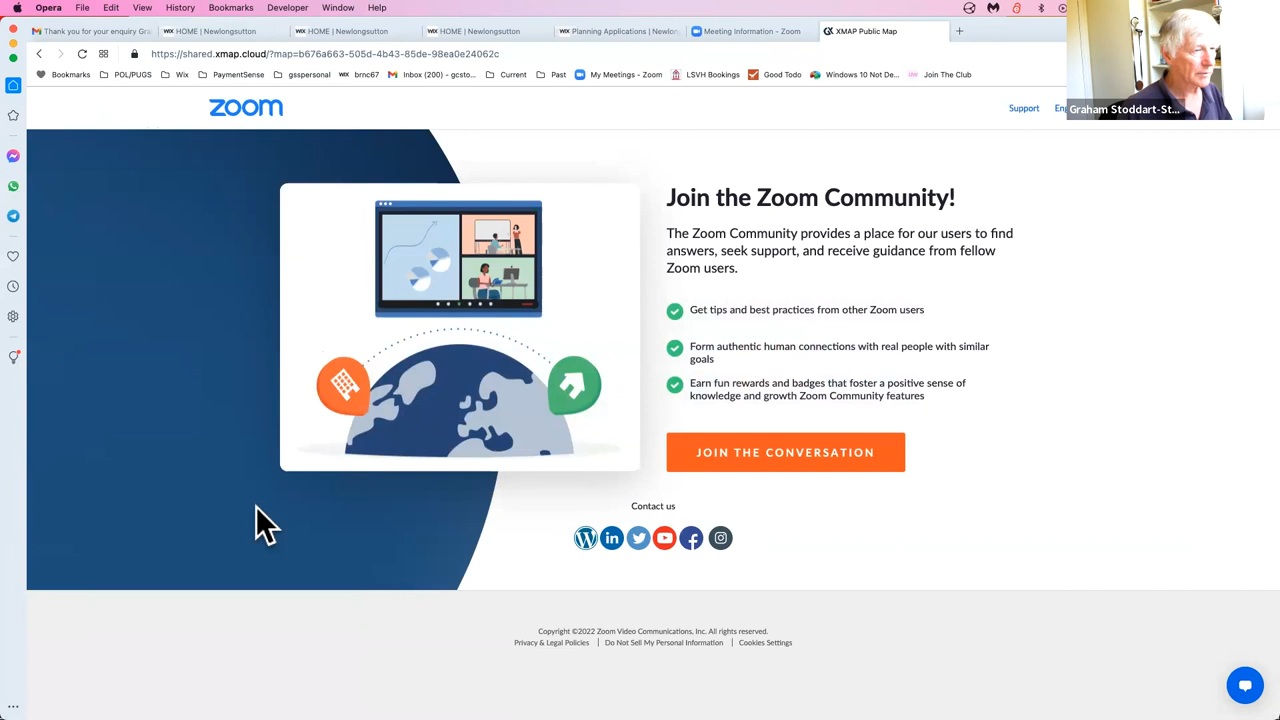 Opera File Edit View History Bookmarks Developer Window Help
Thank you for your enquiry Gra
WIX HOME | Newlongsutton
WIX HOME | Newlongsutton
WIX HOME | Newlongsutton
WIX Planning Applications | Newlong
Meeting Information - Zoom
XMAP Public Map
https://shared.xmap.cloud/?map=b676a663-505d-4b43-85de-98ea0e24062c
Bookmarks POL/PUGS Wix PaymentSense gsspersonal WIX brnc67 Inbox (200) - gcsto... Current Past My Meetings - Zoom LSVH Bookings Good Todo Windows 10 Not De... Join The Club
zoom
Support
Graham Stoddart-St...
Join the Zoom Community!
The Zoom Community provides a place for our users to find
answers, seek support, and receive guidance from fellow
Zoom users.
Get tips and best practices from other Zoom users
Form authentic human connections with real people with similar
goals
Earn fun rewards and badges that foster a positive sense of
knowledge and growth Zoom Community features
JOIN THE CONVERSATION
Contact us
Copyright ©2022 Zoom Video Communications, Inc. All rights reserved.
Privacy & Legal Policies | Do Not Sell My Personal Information | Cookies Settings